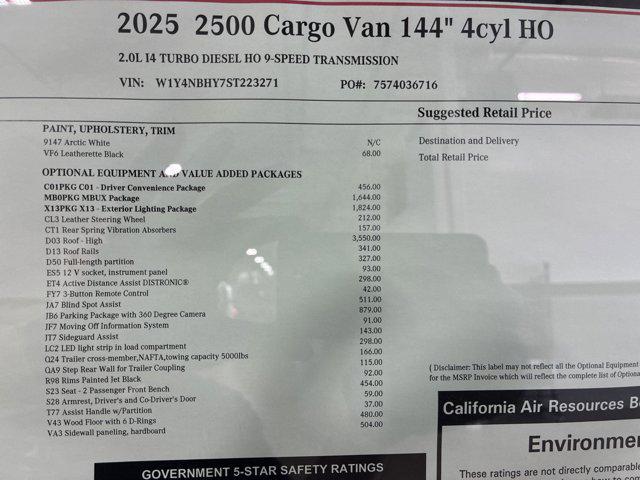 2025 2500 Cargo Van 144" 4cyl HO
2.0L I4 TURBO DIESEL HO 9-SPEED TRANSMISSION
VIN: W1Y4NBHY7ST223271 PO#: 7574036716
Suggested Retail Price
PAINT, UPHOLSTERY, TRIM
9147 Arctic White N/C
VF6 Leatherette Black 68.00
Destination and Delivery
Total Retail Price
OPTIONAL EQUIPMENT AND VALUE ADDED PACKAGES
C01PKG C01 - Driver Convenience Package 456.00
MB0PKG MBUX Package 1,644.00
X13PKG X13 - Exterior Lighting Package 1,824.00
CL3 Leather Steering Wheel 212.00
CT1 Rear Spring Vibration Absorbers 157.00
D03 Roof - High 3,550.00
D13 Roof Rails 341.00
D50 Full-length partition 327.00
ES5 12 V socket, instrument panel 93.00
ET4 Active Distance Assist DISTRONIC® 298.00
FY7 3-Button Remote Control 42.00
JA7 Blind Spot Assist 511.00
JB6 Parking Package with 360 Degree Camera 879.00
JF7 Moving Off Information System 91.00
JT7 Sideguard Assist 143.00
LC2 LED light strip in load compartment 298.00
Q24 Trailer cross-member,NAFTA,towing capacity 5000lbs 166.00
QA9 Step Rear Wall for Trailer Coupling 115.00
R98 Rims Painted Jet Black 92.00
S23 Seat - 2 Passenger Front Bench 454.00
S28 Armrest, Driver's and Co-Driver's Door 59.00
T77 Assist Handle w/Partition 37.00
V43 Wood Floor with 6 D-Rings 480.00
VA3 Sidewall paneling, hardboard 504.00
( Disclaimer: This label may not reflect all the Optional Equipment
for the MSRP Invoice which will reflect the complete list of Optiona
California Air Resources Bo
Environmen
These ratings are not directly comparable
GOVERNMENT 5-STAR SAFETY RATINGS